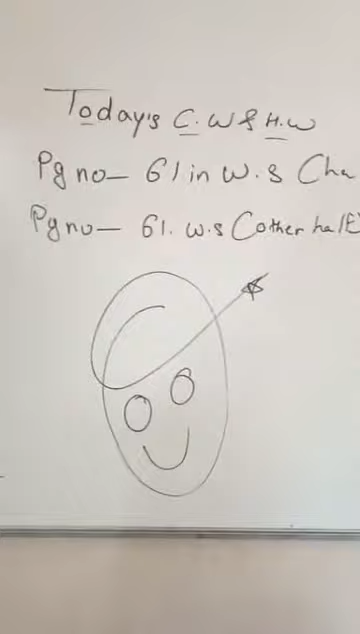 Today's C.W & H.W
Pg no- 61 in W.S Cha
Pg no- 61. W.S (other half)